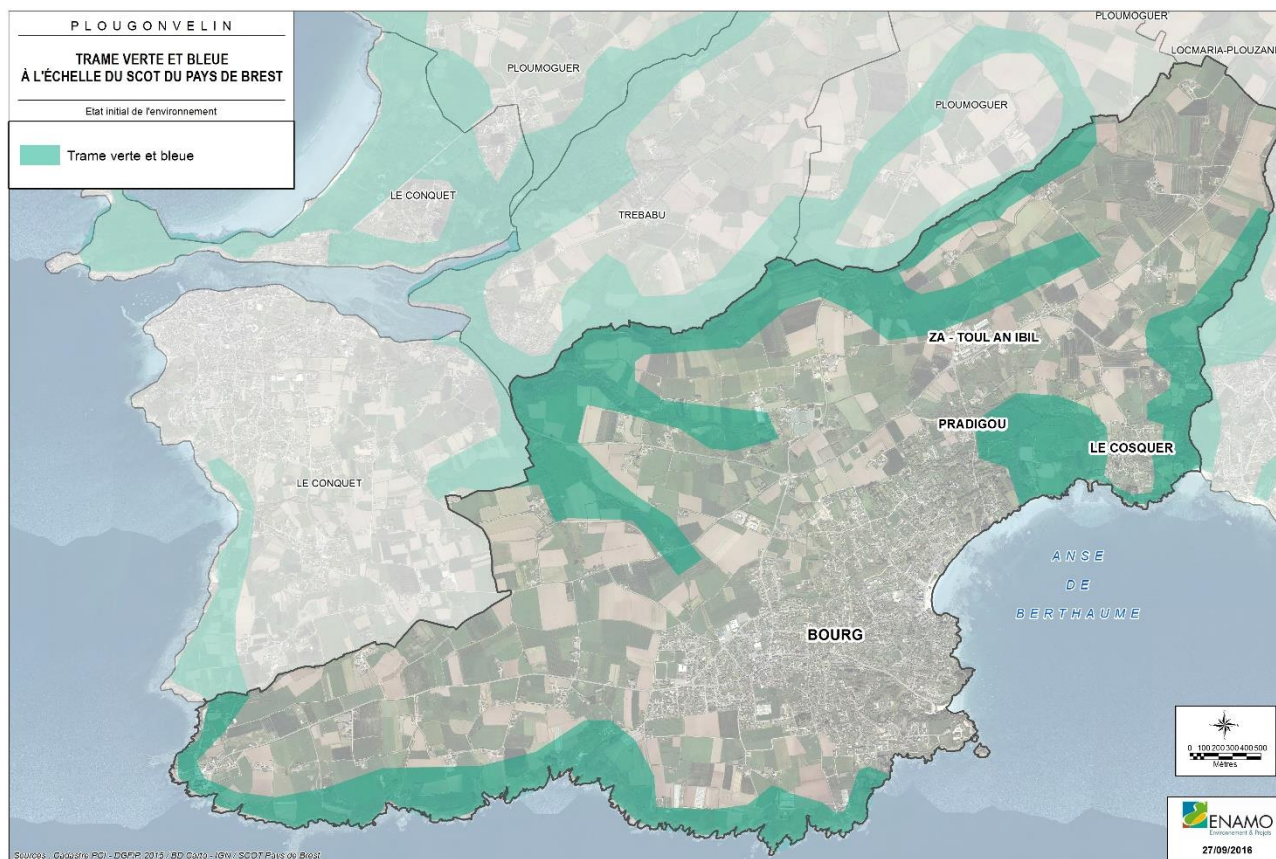 PLOUGONVELIN
TRAME VERTE ET BLEUE
À L'ÉCHELLE DU SCOT DU PAYS DE BREST
Etat initial de l'environnement
Trame verte et bleue
PLOUMOGUER
LOCMARIA-PLOUZANE
PLOUMOGUER
PLOUMOGUER
LE CONQUET
TREBABU
ZA - TOUL AN IBIL
PRADIGOU
LE COSQUER
LE CONQUET
ANSE
DE
BERTHAUME
BOURG
0 100 200 300 400 500
Mètres
ENAMO
Environnement & Projets
27/09/2016
Sources : Cadastre PCI - DGFIP 2015 / BD Carto - IGN / SCOT Pays de Brest